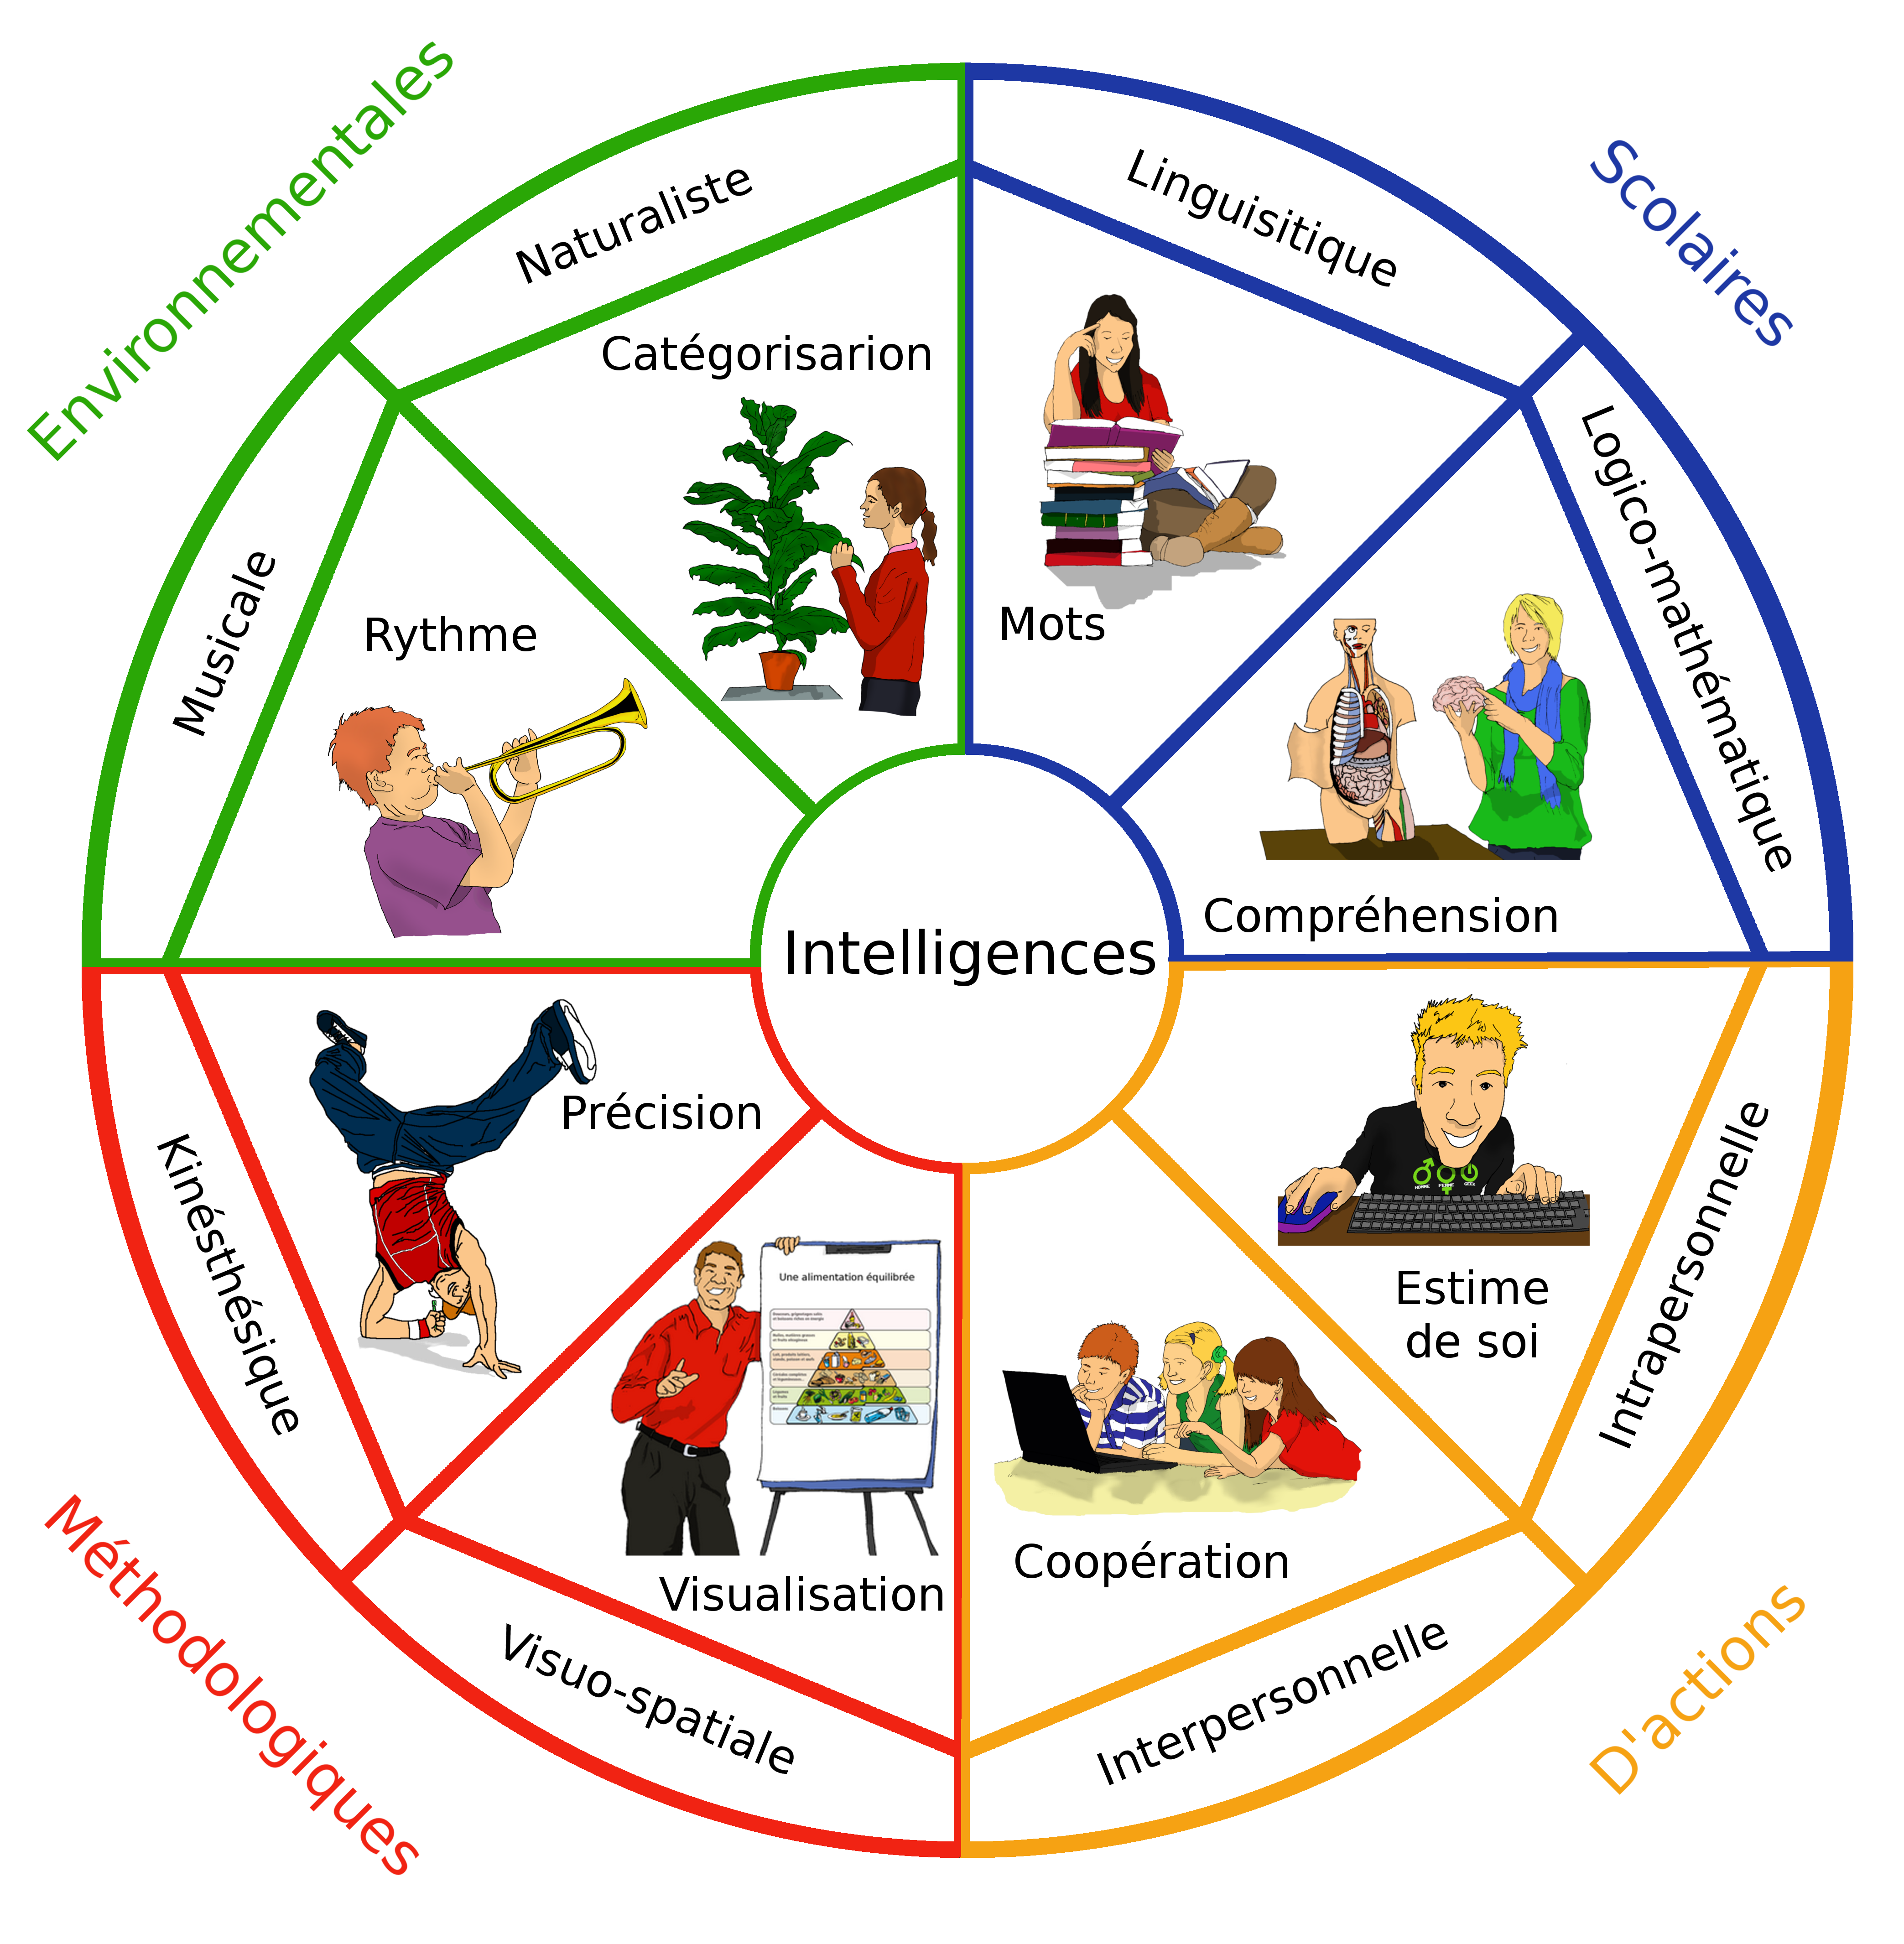 Environnementales
Scolaires
Naturaliste
Linguisitique
Catégorisarion
Mots
Logico-mathématique
Musicale
Rythme
Compréhension
Intelligences
Précision
Kinésthésique
Estime
de soi
Intrapersonnelle
Une alimentation équilibrée
Visualisation
Coopération
Visuo-spatiale
Interpersonnelle
Méthodologiques
D'actions